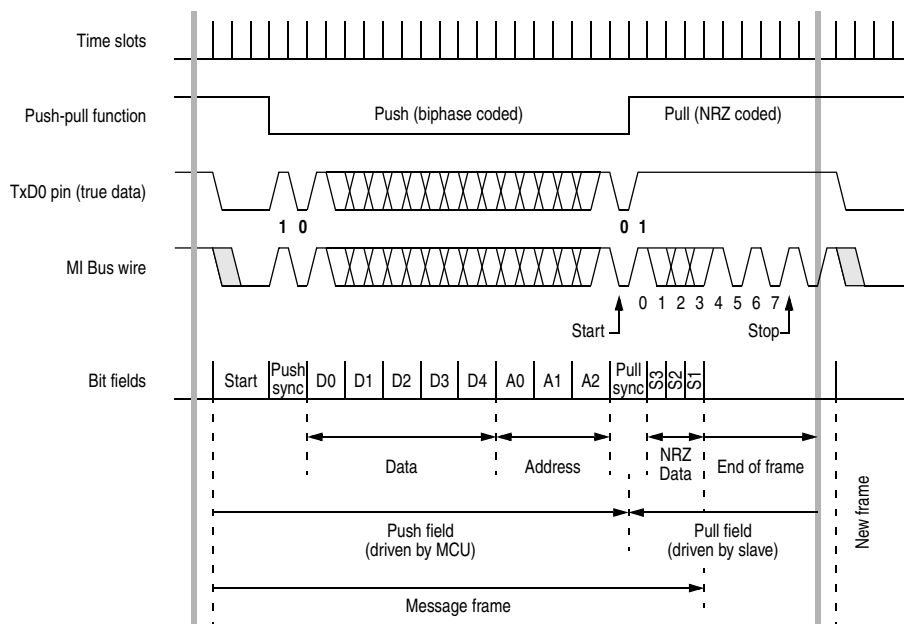 Time slots
Push-pull function
Push (biphase coded)
Pull (NRZ coded)
TxD0 pin (true data)
1 0
0 1
MI Bus wire
0 1 2 3 4 5 6 7
Start
Stop
Bit fields
Start
Push
sync
D0
D1
D2
D3
D4
A0
A1
A2
Pull
sync
S3
S2
S1
Data
Address
NRZ
Data
End of frame
Push field
(driven by MCU)
Pull field
(driven by slave)
New frame
Message frame